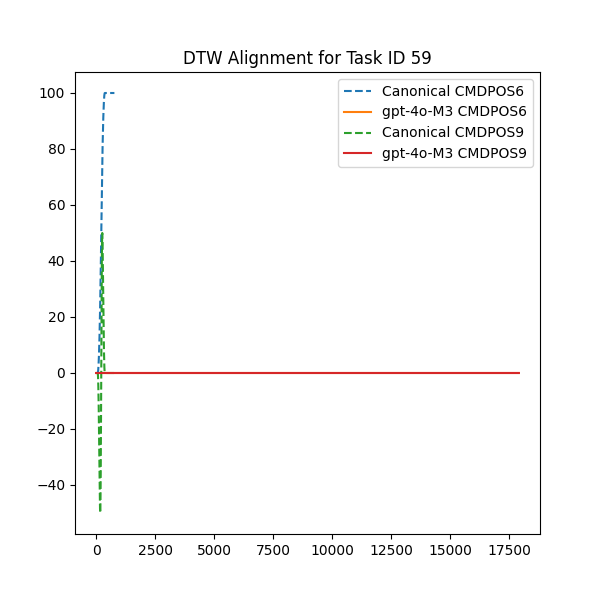 DTW Alignment for Task ID 59
Canonical CMDPOS6
gpt-4o-M3 CMDPOS6
Canonical CMDPOS9
gpt-4o-M3 CMDPOS9
100
80
60
40
20
0
−20
−40
0 2500 5000 7500 10000 12500 15000 17500